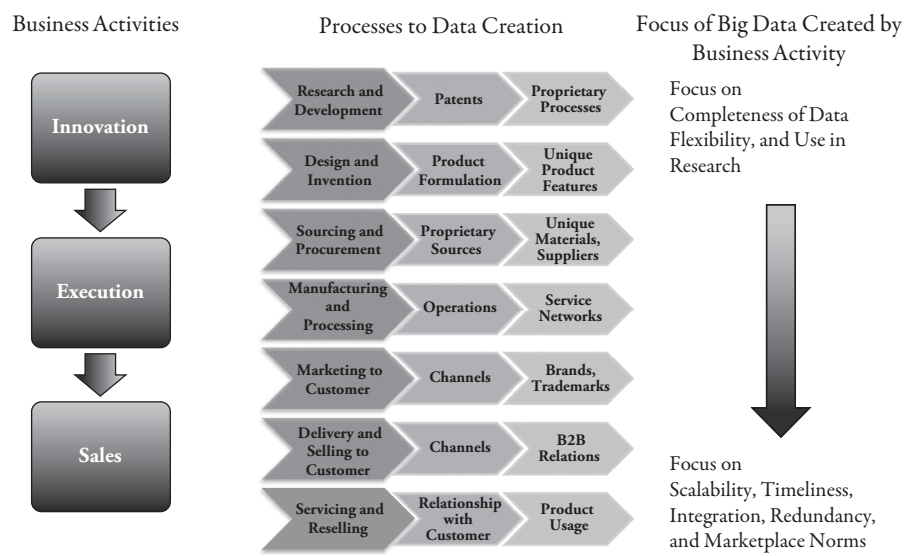 Business Activities
Innovation
Execution
Sales
Processes to Data Creation
Research and
Development
Patents
Proprietary
Processes
Design and
Invention
Product
Formulation
Unique
Product
Features
Sourcing and
Procurement
Proprietary
Sources
Unique
Materials,
Suppliers
Manufacturing
and
Processing
Operations
Service
Networks
Marketing to
Customer
Channels
Brands,
Trademarks
Delivery and
Selling to
Customer
Channels
B2B
Relations
Servicing and
Reselling
Relationship
with
Customer
Product
Usage
Focus of Big Data Created by
Business Activity
Focus on
Completeness of Data
Flexibility, and Use in
Research
Focus on
Scalability, Timeliness,
Integration, Redundancy,
and Marketplace Norms